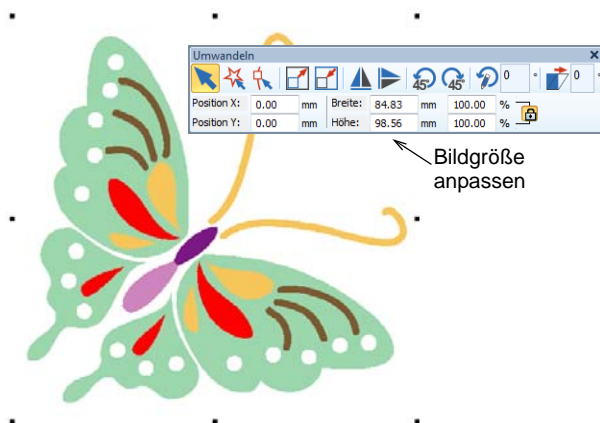 Umwandeln
45° 45° 0 ° 0 °
Position X: 0.00 mm Breite: 84.83 mm 100.00 %
Position Y: 0.00 mm Höhe: 98.56 mm 100.00 %
Bildgröße
anpassen